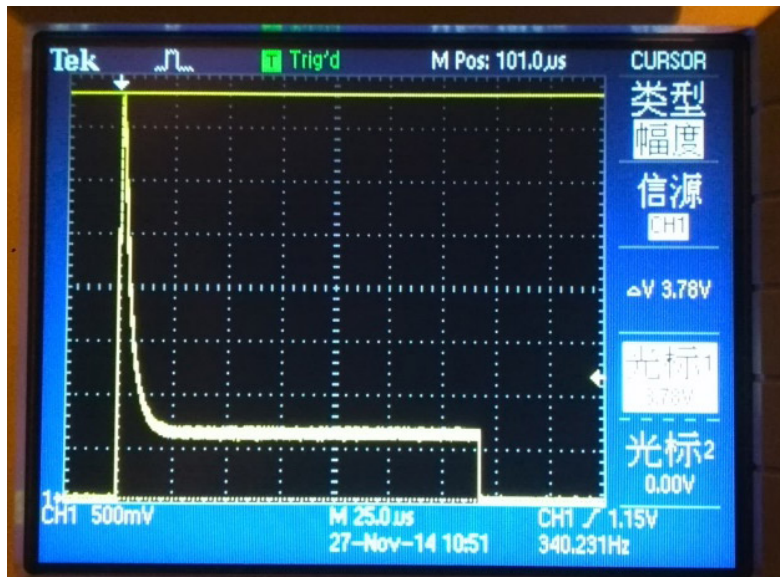 Tek T Trig'd M Pos: 101.0µs CURSOR
类型
幅度
信源
CH1
△V 3.78V
光标1
3.78V
光标2
0.00V
1
CH1 500mV M 25.0µs CH1 1.15V
27-Nov-14 10:51 340.231Hz